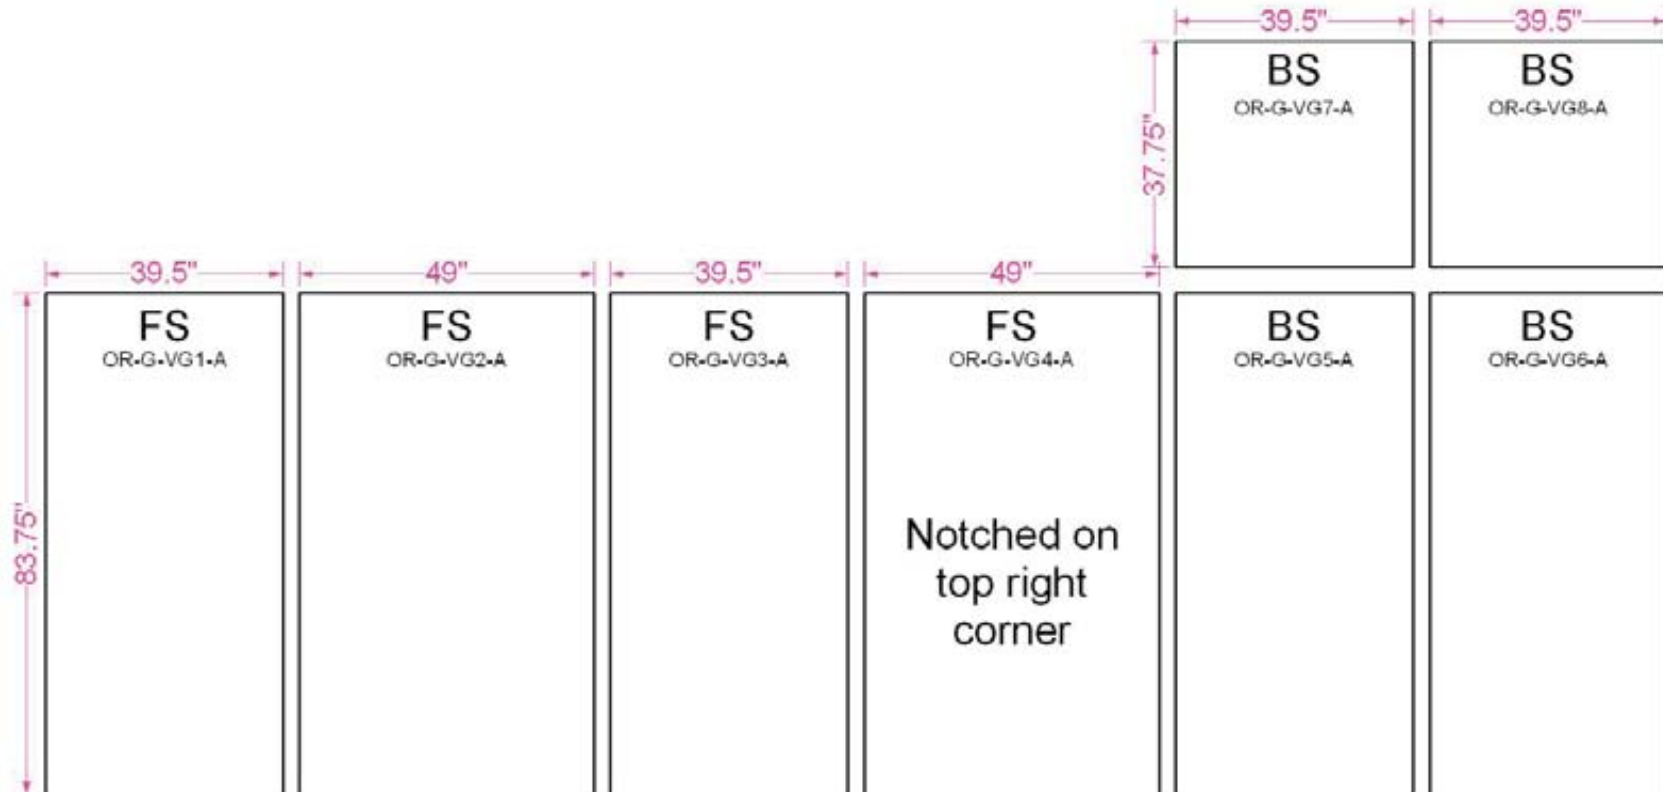 39.5" 39.5"
BS BS
OR-G-VG7-A OR-G-VG8-A
37.75"
39.5" 49" 39.5" 49"
FS FS FS FS BS BS
OR-G-VG1-A OR-G-VG2-A OR-G-VG3-A OR-G-VG4-A OR-G-VG5-A OR-G-VG6-A
83.75"
Notched on
top right
corner